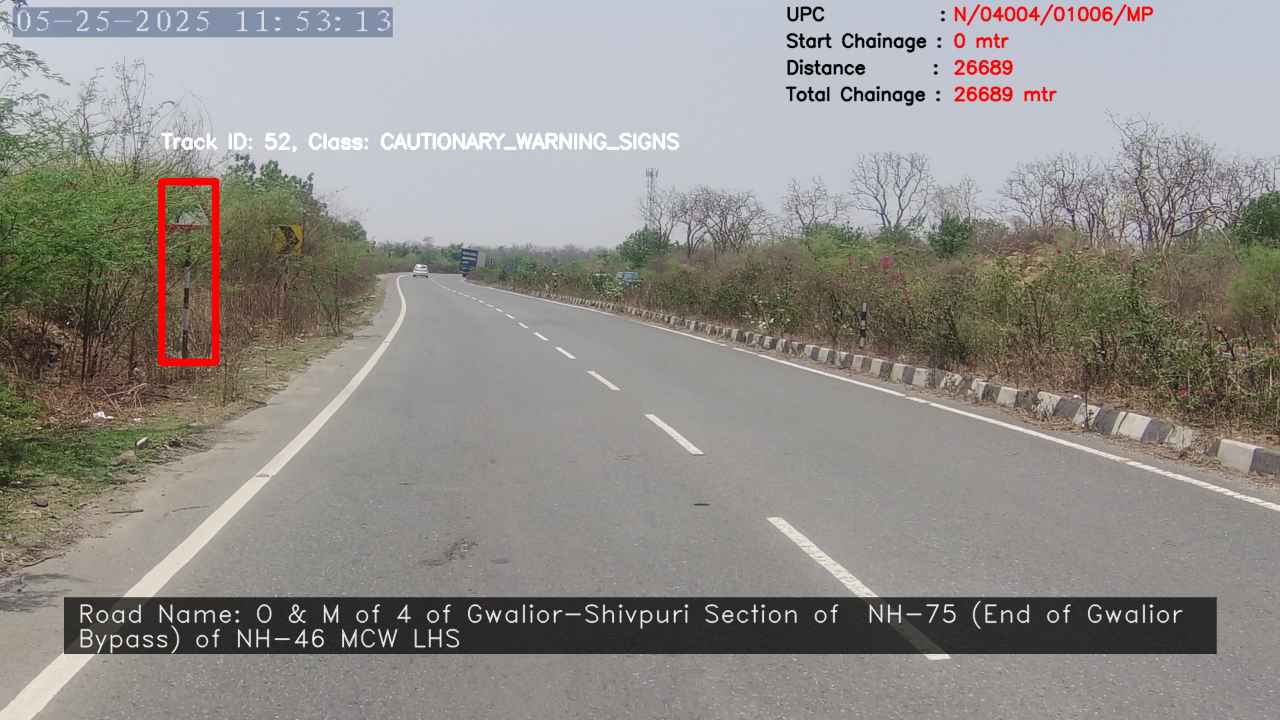 05-25-2025 11:53:13
UPC : N/04004/01006/MP
Start Chainage : 0 mtr
Distance : 26689
Total Chainage : 26689 mtr
Track ID: 52, Class: CAUTIONARY_WARNING_SIGNS
Road Name: O & M of 4 of Gwalior-Shivpuri Section of NH-75 (End of Gwalior
Bypass) of NH-46 MCW LHS